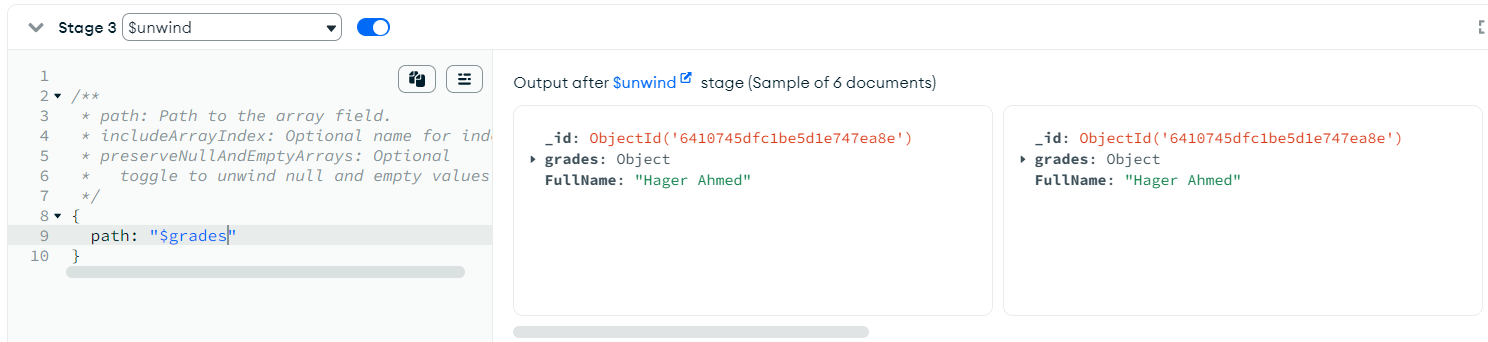 Stage 3 $unwind
1
2 /**
3 * path: Path to the array field.
4 * includeArrayIndex: Optional name for inde
5 * preserveNullAndEmptyArrays: Optional
6 *   toggle to unwind null and empty values
7 */
8 {
9   path: "$grades"
10 }
Output after $unwind stage (Sample of 6 documents)
_id: ObjectId('6410745dfc1be5d1e747ea8e')
grades: Object
FullName: "Hager Ahmed"
_id: ObjectId('6410745dfc1be5d1e747ea8e')
grades: Object
FullName: "Hager Ahmed"